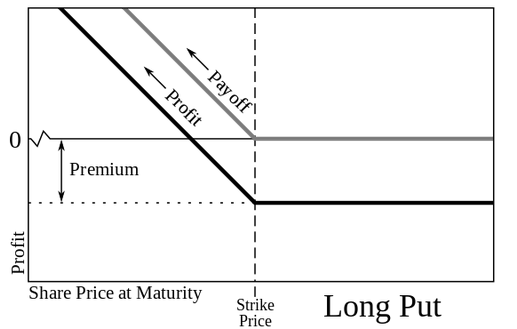 Payoff
Profit
0
Premium
Profit
Share Price at Maturity
Strike
Price
Long Put